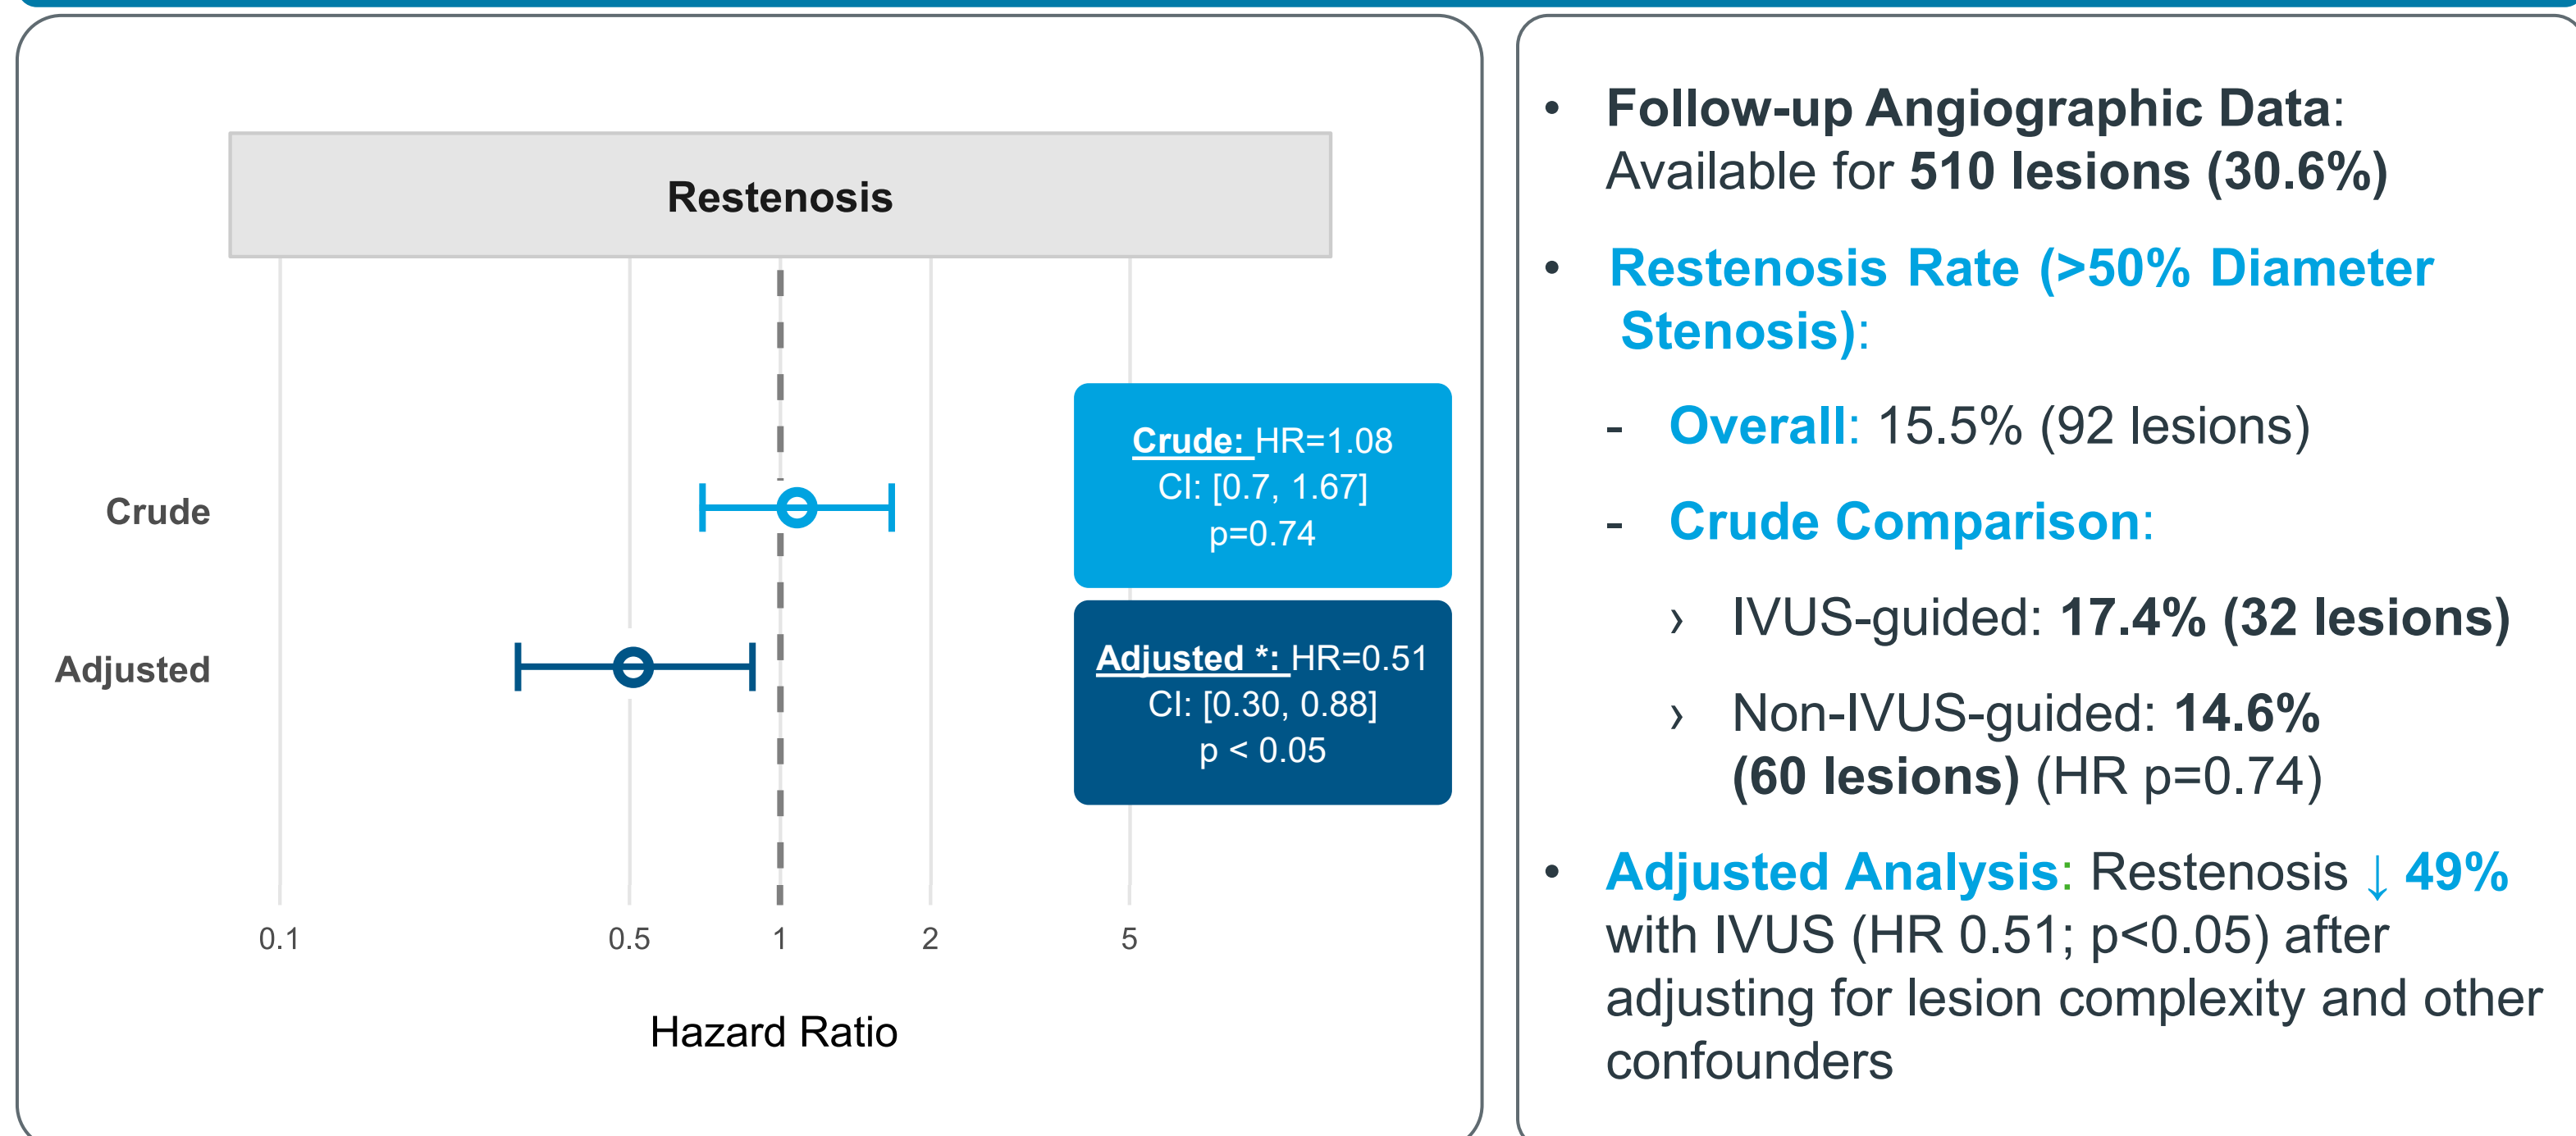 Restenosis
Crude
Adjusted
Crude: HR=1.08
CI: [0.7, 1.67]
p=0.74
Adjusted *: HR=0.51
CI: [0.30, 0.88]
p < 0.05
0.1 0.5 1 2 5
Hazard Ratio
• Follow-up Angiographic Data:
Available for 510 lesions (30.6%)
• Restenosis Rate (>50% Diameter
Stenosis):
- Overall: 15.5% (92 lesions)
- Crude Comparison:
› IVUS-guided: 17.4% (32 lesions)
› Non-IVUS-guided: 14.6%
(60 lesions) (HR p=0.74)
• Adjusted Analysis: Restenosis ↓ 49%
with IVUS (HR 0.51; p<0.05) after
adjusting for lesion complexity and other
confounders